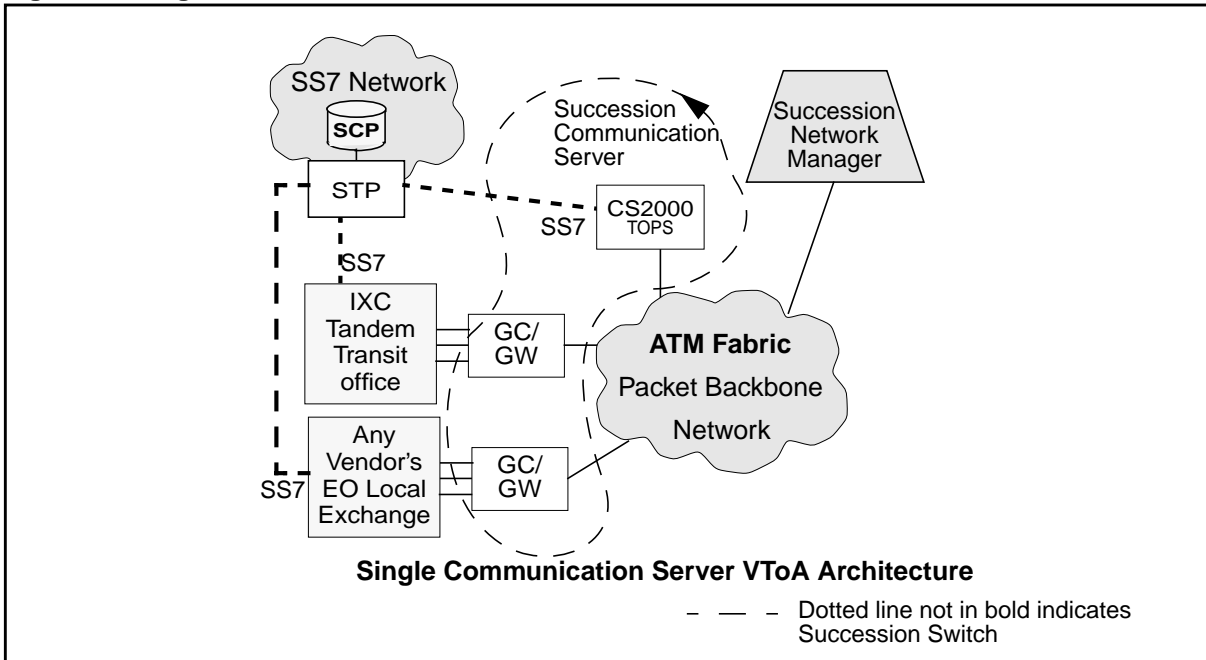 SS7 Network
SCP
STP
Succession
Communication
Server
Succession
Network
Manager
CS2000
TOPS
SS7
SS7
IXC
Tandem
Transit
office
GC/
GW
ATM Fabric
Packet Backbone
Network
Any
Vendor's
EO Local
Exchange
GC/
GW
SS7
Single Communication Server VToA Architecture
Dotted line not in bold indicates
Succession Switch